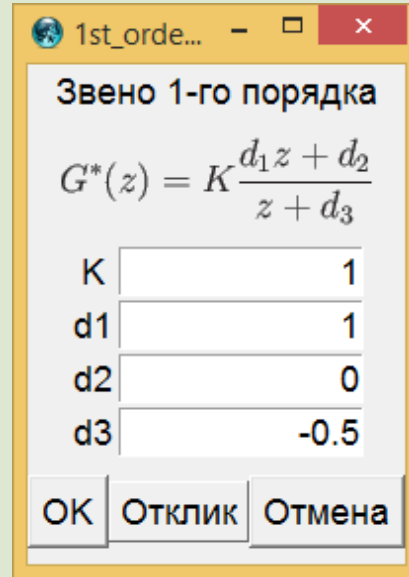 1st_orde...
Звено 1-го порядка
G*(z) = K (d₁z + d₂)/(z + d₃)
K 1
d1 1
d2 0
d3 -0.5
OK Отклик Отмена